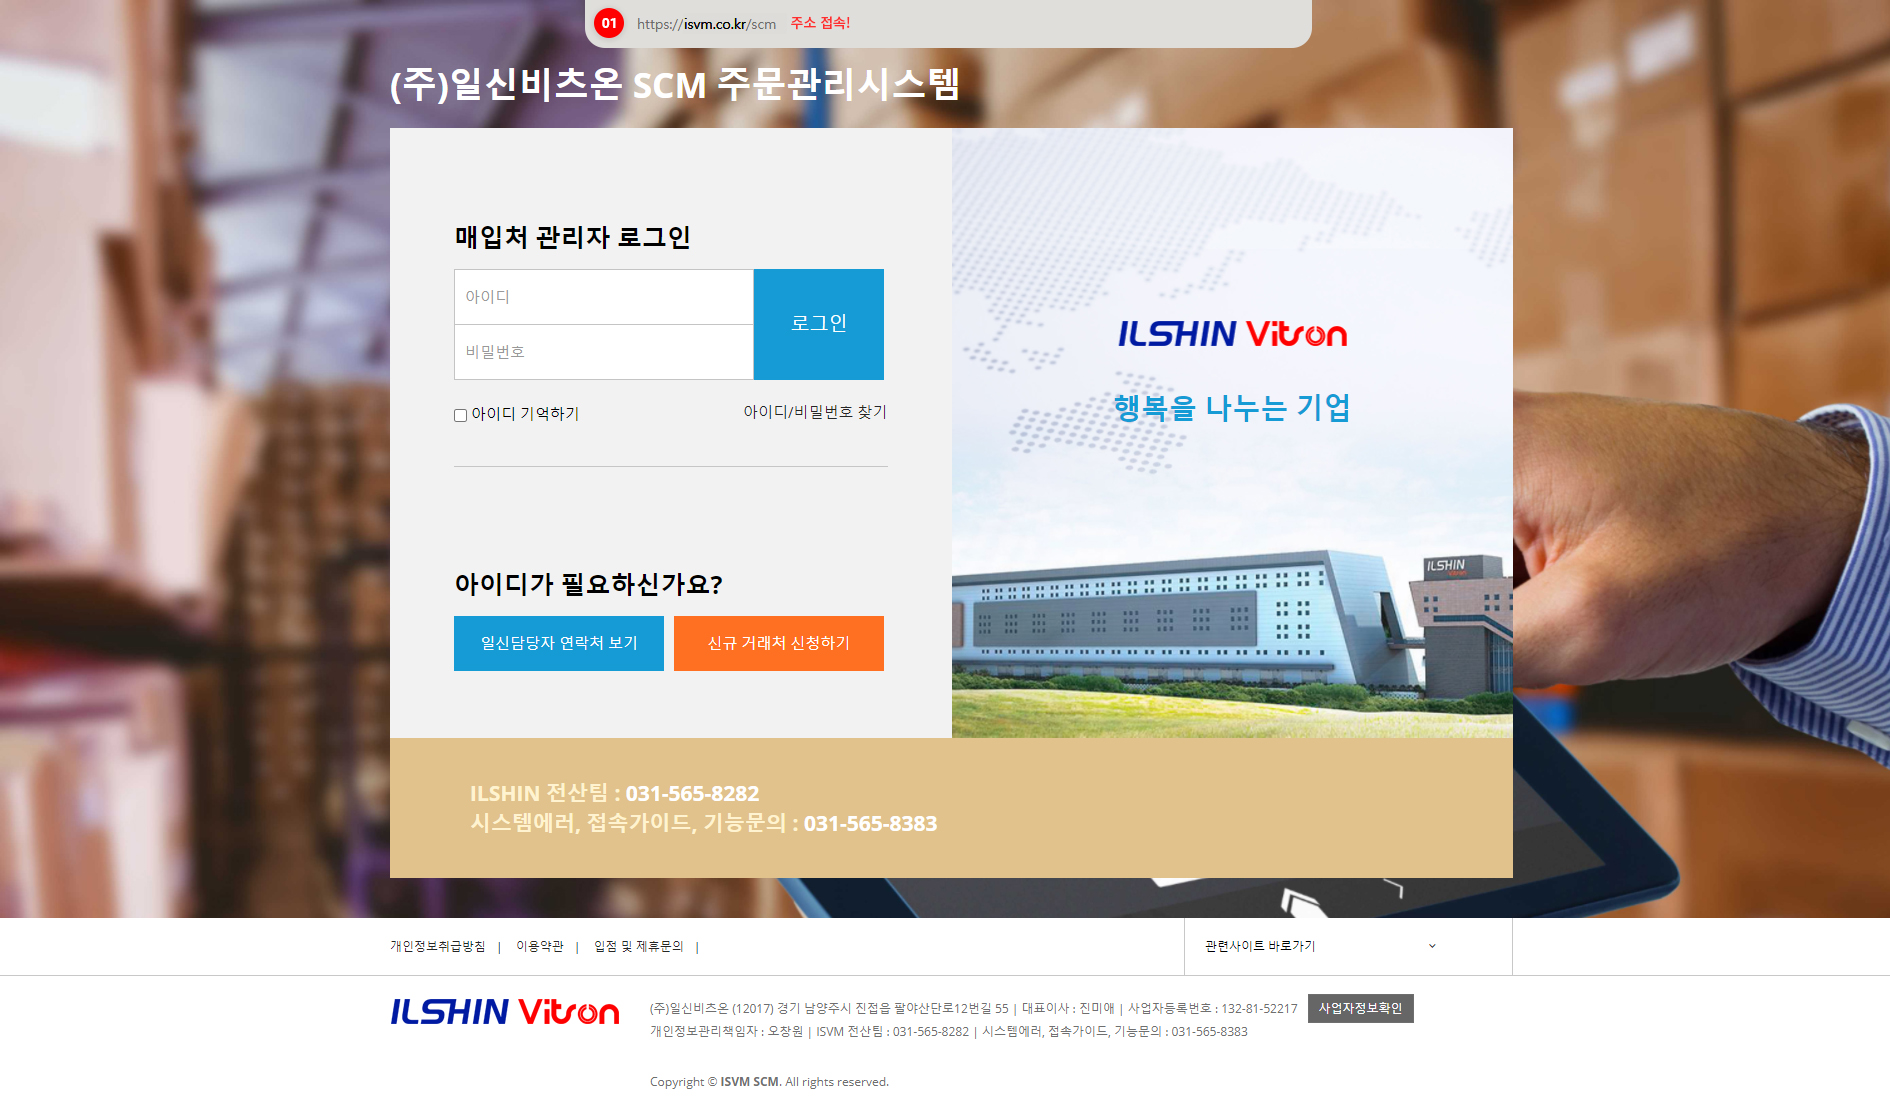 01 https://isvm.co.kr/scm 주소 접속!
(주)일신비츠온 SCM 주문관리시스템
매입처 관리자 로그인
아이디
비밀번호
로그인
아이디 기억하기
아이디/비밀번호 찾기
아이디가 필요하신가요?
일신담당자 연락처 보기
신규 거래처 신청하기
ILSHIN Vitron
행복을 나누는 기업
ILSHIN
Vitron
ILSHIN 전산팀 : 031-565-8282
시스템에러, 접속가이드, 기능문의 : 031-565-8383
개인정보취급방침 | 이용약관 | 입점 및 제휴문의 |
관련사이트 바로가기
ILSHIN Vitron
(주)일신비츠온 (12017) 경기 남양주시 진접읍 팔야산단로12번길 55 | 대표이사 : 진미애 | 사업자등록번호 : 132-81-52217 사업자정보확인
개인정보관리책임자 : 오창원 | ISVM 전산팀 : 031-565-8282 | 시스템에러, 접속가이드, 기능문의 : 031-565-8383
Copyright © ISVM SCM. All rights reserved.